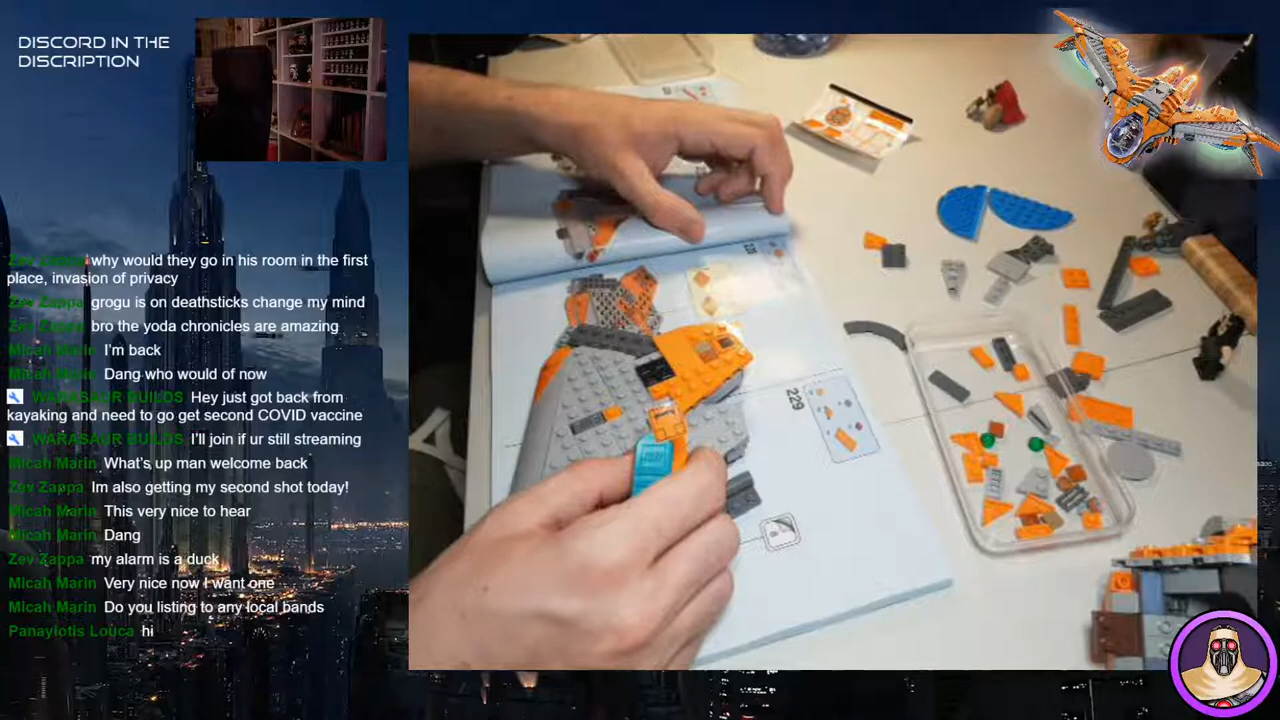 DISCORD IN THE
DISCRIPTION
Zev Zappa why would they go in his room in the first
place, invasion of privacy
Zev Zappa grogu is on deathsticks change my mind
Zev Zappa bro the yoda chronicles are amazing
Micah Marin I'm back
Micah Marin Dang who would of now
WARASAUR BUILDS Hey just got back from
kayaking and need to go get second COVID vaccine
WARASAUR BUILDS I'll join if ur still streaming
Micah Marin What's up man welcome back
Zev Zappa Im also getting my second shot today!
Micah Marin This very nice to hear
Micah Marin Dang
Zev Zappa my alarm is a duck
Micah Marin Very nice now I want one
Micah Marin Do you listing to any local bands
Panayiotis Louca hi
229